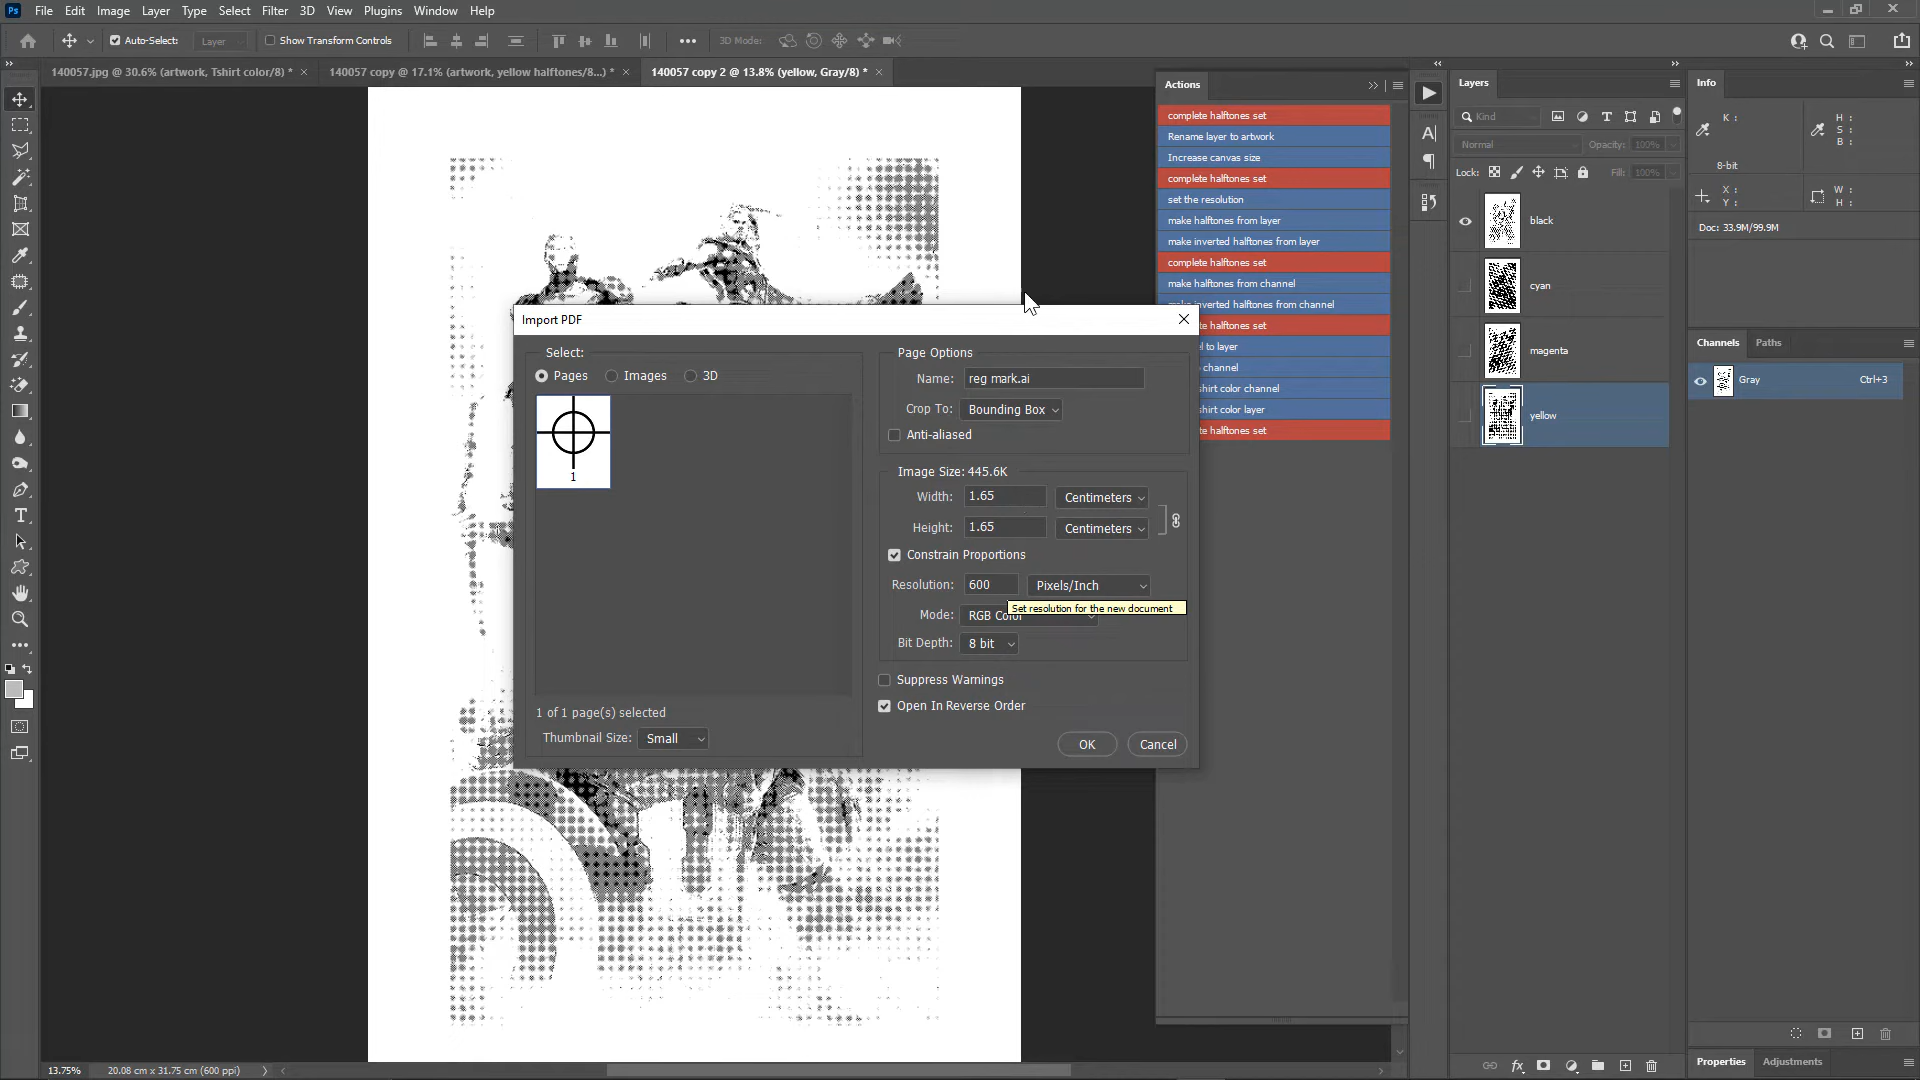 Ps File Edit Image Layer Type Select Filter 3D View Plugins Window Help
Auto-Select: Layer Show Transform Controls 3D Mode:
140057.jpg @ 30.6% (artwork, Tshirt color/8) * 140057 copy @ 17.1% (artwork, yellow halftones/8...) * 140057 copy 2 @ 13.8% (yellow, Gray/8) *
Actions
complete halftones set
Rename layer to artwork
Increase canvas size
complete halftones set
set the resolution
make halftones from layer
make inverted halftones from layer
complete halftones set
make halftones from channel
make inverted halftones from channel
te halftones set
el to layer
channel
shirt color channel
shirt color layer
te halftones set
Import PDF
Select:
Pages Images 3D
1
1 of 1 page(s) selected
Thumbnail Size: Small
Page Options
Name: reg mark.ai
Crop To: Bounding Box
Anti-aliased
Image Size: 445.6K
Width: 1.65 Centimeters
Height: 1.65 Centimeters
Constrain Proportions
Resolution: 600 Pixels/Inch
Set resolution for the new document
Mode: RGB Color
Bit Depth: 8 bit
Suppress Warnings
Open In Reverse Order
OK Cancel
Layers
Kind
Normal Opacity: 100%
Lock: Fill: 100%
black
cyan
magenta
yellow
Info
K : H :
S :
B :
8-bit
X : W :
Y : H :
Doc: 33.9M/99.9M
Channels Paths
Gray Ctrl+3
Properties Adjustments
13.75% 20.08 cm x 31.75 cm (600 ppi)